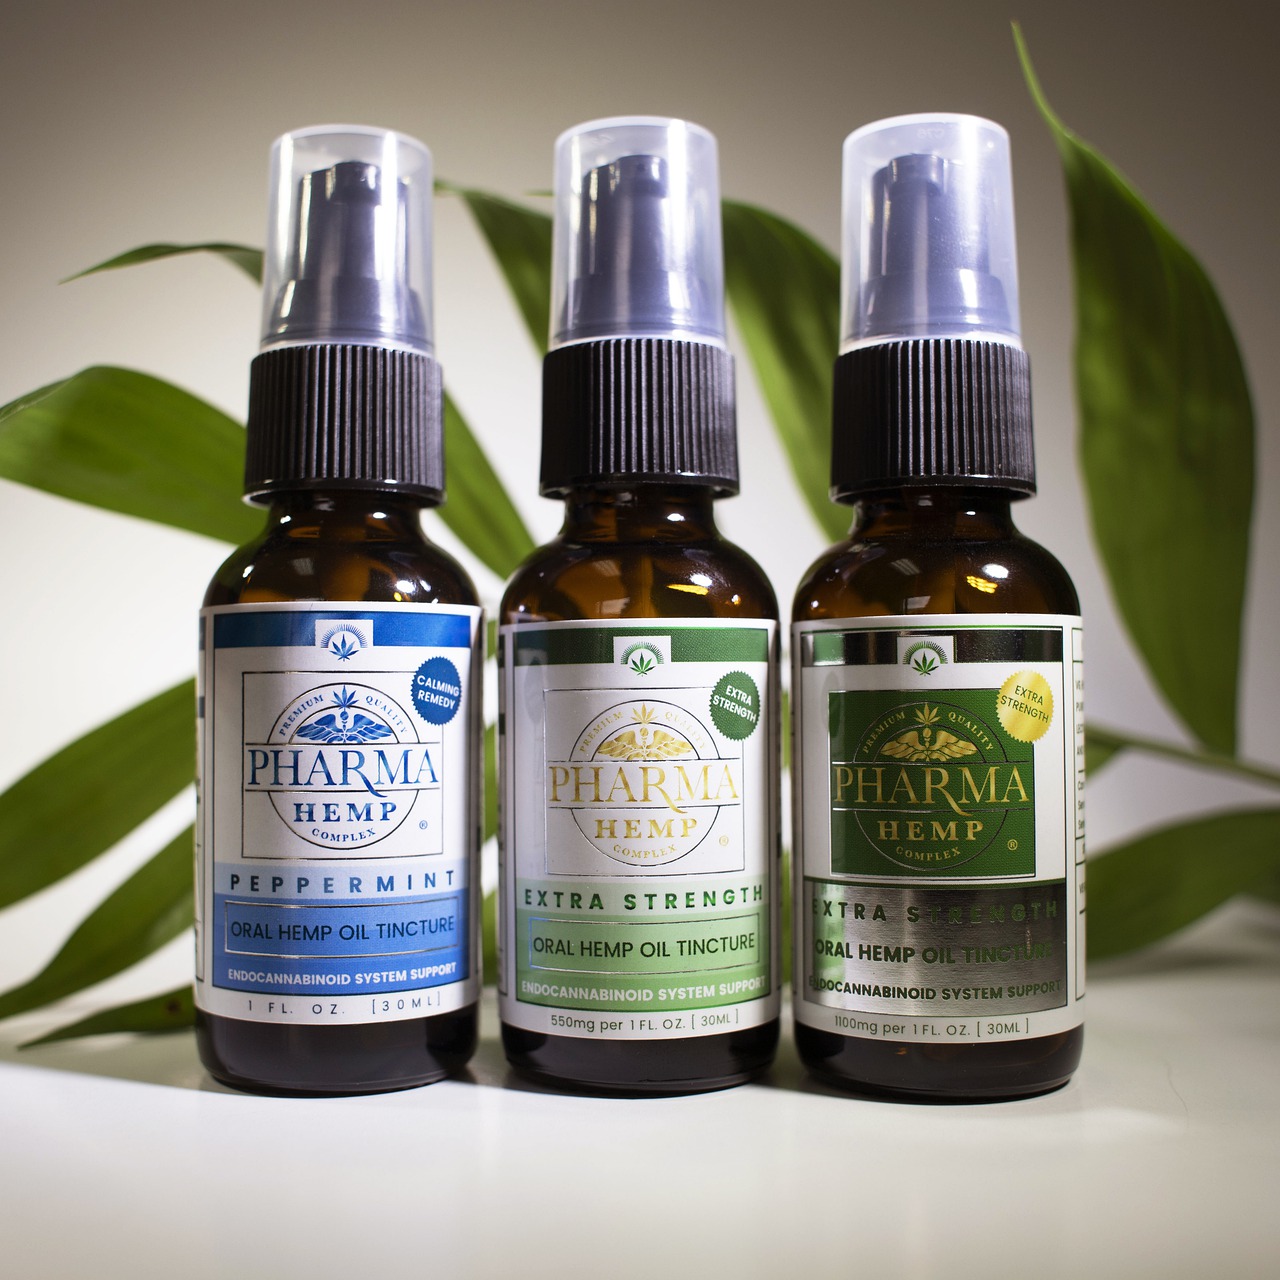 CALMING
REMEDY
PREMIUM QUALITY
PHARMA
HEMP
COMPLEX
®
PEPPERMINT
ORAL HEMP OIL TINCTURE
ENDOCANNABINOID SYSTEM SUPPORT
1 FL. OZ. [30ML]
EXTRA
STRENGTH
PREMIUM QUALITY
PHARMA
HEMP
COMPLEX
®
EXTRA STRENGTH
ORAL HEMP OIL TINCTURE
ENDOCANNABINOID SYSTEM SUPPORT
550mg per 1 FL. OZ. [ 30ML ]
EXTRA
STRENGTH
PREMIUM QUALITY
PHARMA
HEMP
COMPLEX
®
EXTRA STRENGTH
ORAL HEMP OIL TINCTURE
ENDOCANNABINOID SYSTEM SUPPORT
1100mg per 1 FL. OZ. [ 30ML ]